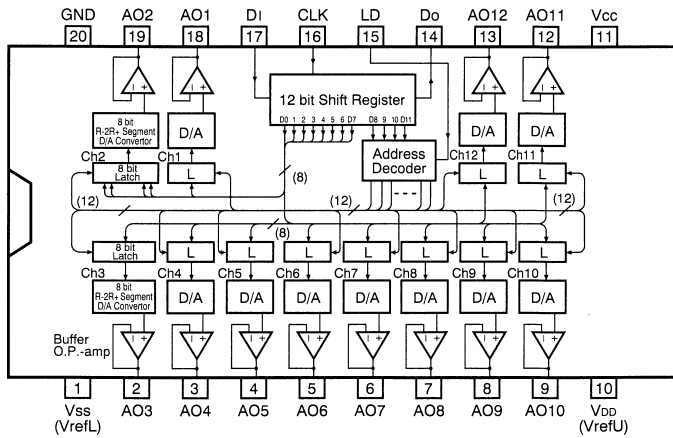 GND AO2 AO1 DI CLK LD Do AO12 AO11 Vcc
20 19 18 17 16 15 14 13 12 11
12 bit Shift Register
D0 1 2 3 4 5 6 D7 D8 9 10 D11
8 bit
R-2R+ Segment
D/A Convertor
D/A
D/A
D/A
Address
Decoder
Ch2
8 bit
Latch
Ch1
L
Ch12
L
Ch11
L
(8)
(12)
(12)
(12)
(8)
8 bit
Latch
L
L
L
L
L
L
L
Ch3
Ch4
Ch5
Ch6
Ch7
Ch8
Ch9
Ch10
8 bit
R-2R+ Segment
D/A Convertor
D/A
D/A
D/A
D/A
D/A
D/A
D/A
Buffer
O.P.-amp
1 2 3 4 5 6 7 8 9 10
Vss AO3 AO4 AO5 AO6 AO7 AO8 AO9 AO10 VDD
(VrefL) (VrefU)